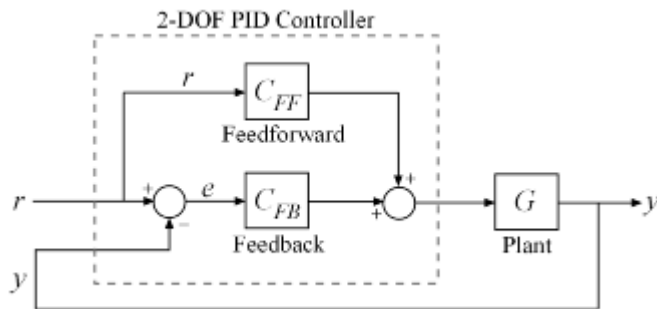 2-DOF PID Controller
r
C_FF
Feedforward
+
+
r
+
e
C_FB
+
G
y
−
Feedback
Plant
y